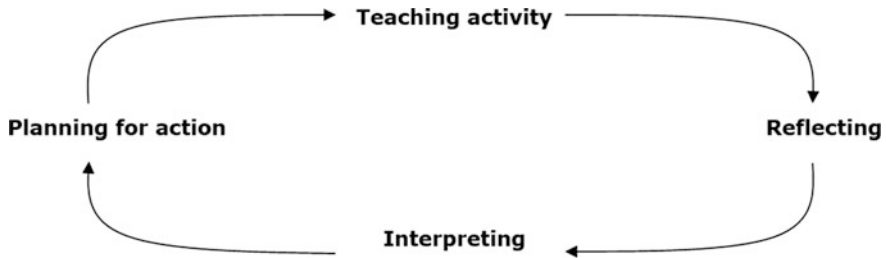 Teaching activity
Planning for action
Reflecting
Interpreting